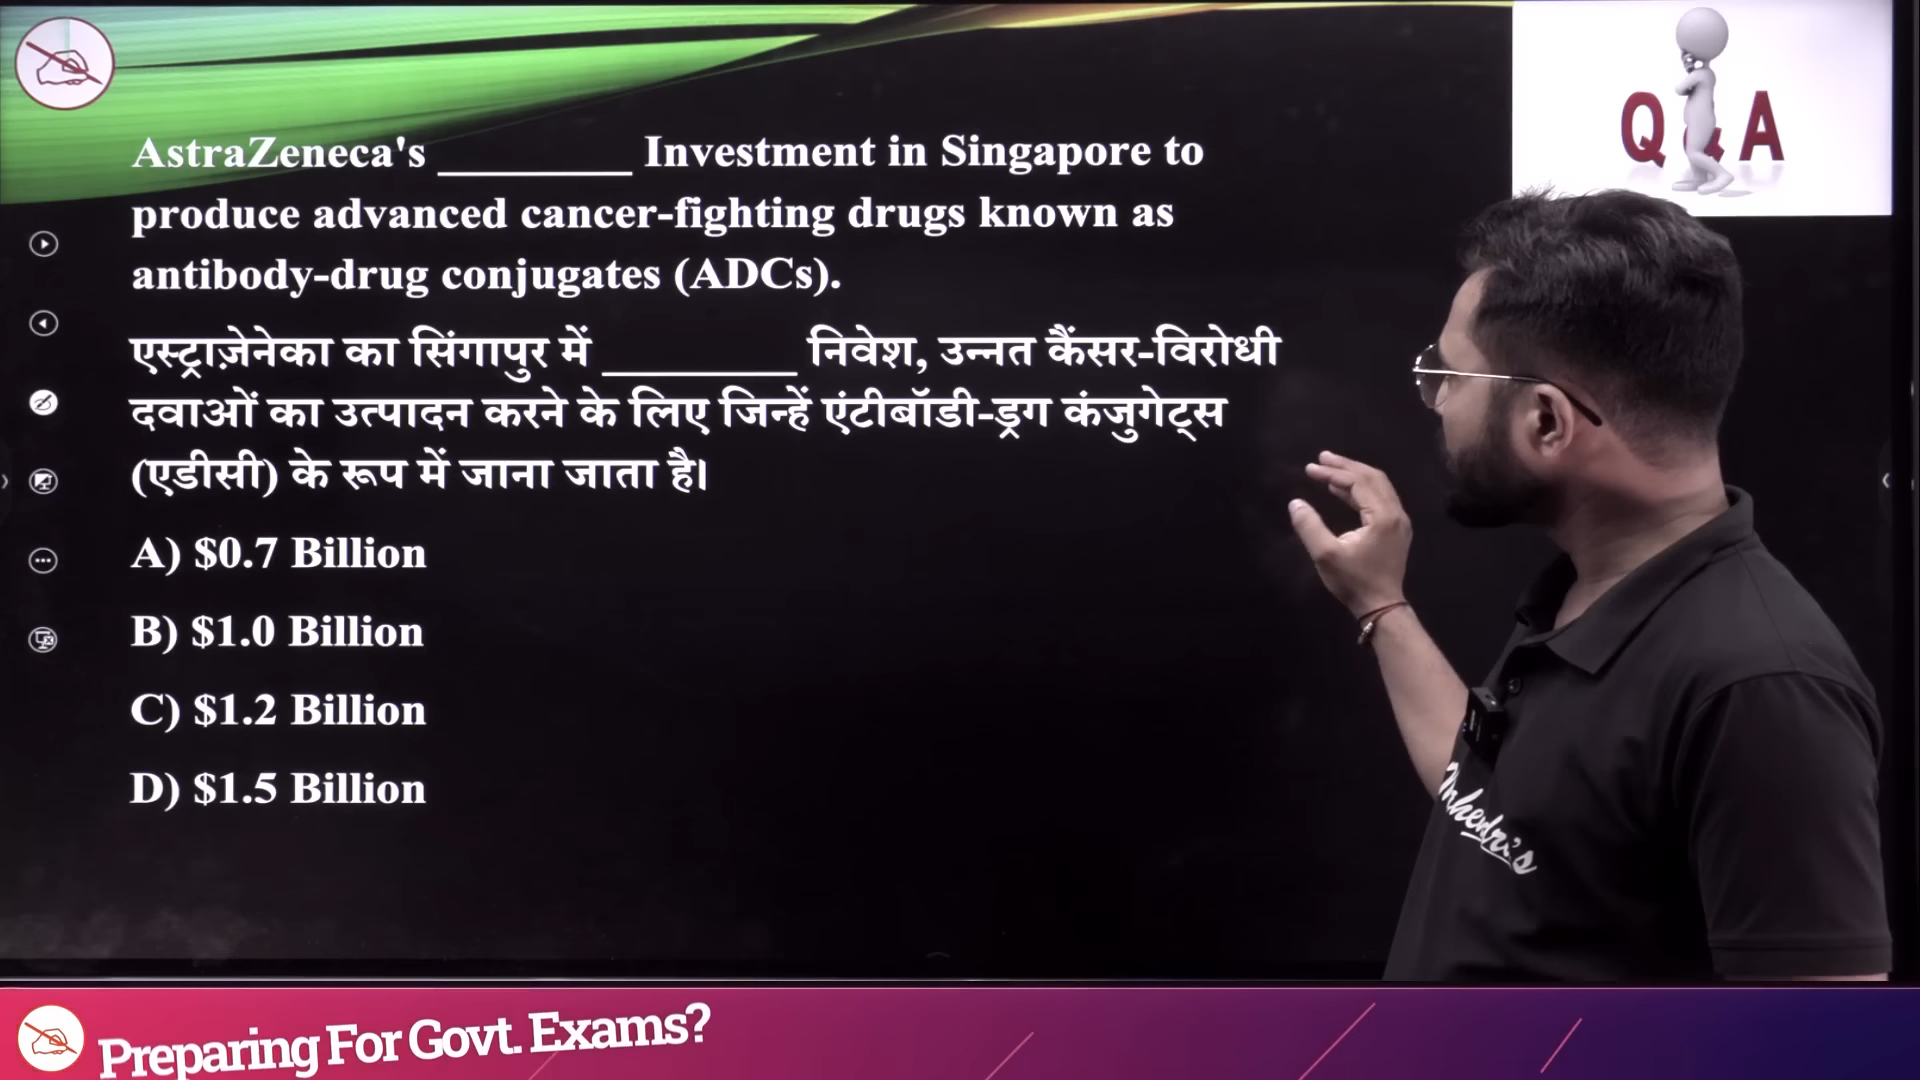 Q & A
AstraZeneca's ________ Investment in Singapore to
produce advanced cancer-fighting drugs known as
antibody-drug conjugates (ADCs).
एस्ट्राज़ेनेका का सिंगापुर में ________ निवेश, उन्नत कैंसर-विरोधी
दवाओं का उत्पादन करने के लिए जिन्हें एंटीबॉडी-ड्रग कंजुगेट्स
(एडीसी) के रूप में जाना जाता है।
A) $0.7 Billion
B) $1.0 Billion
C) $1.2 Billion
D) $1.5 Billion
Mahendra's
Preparing For Govt. Exams?